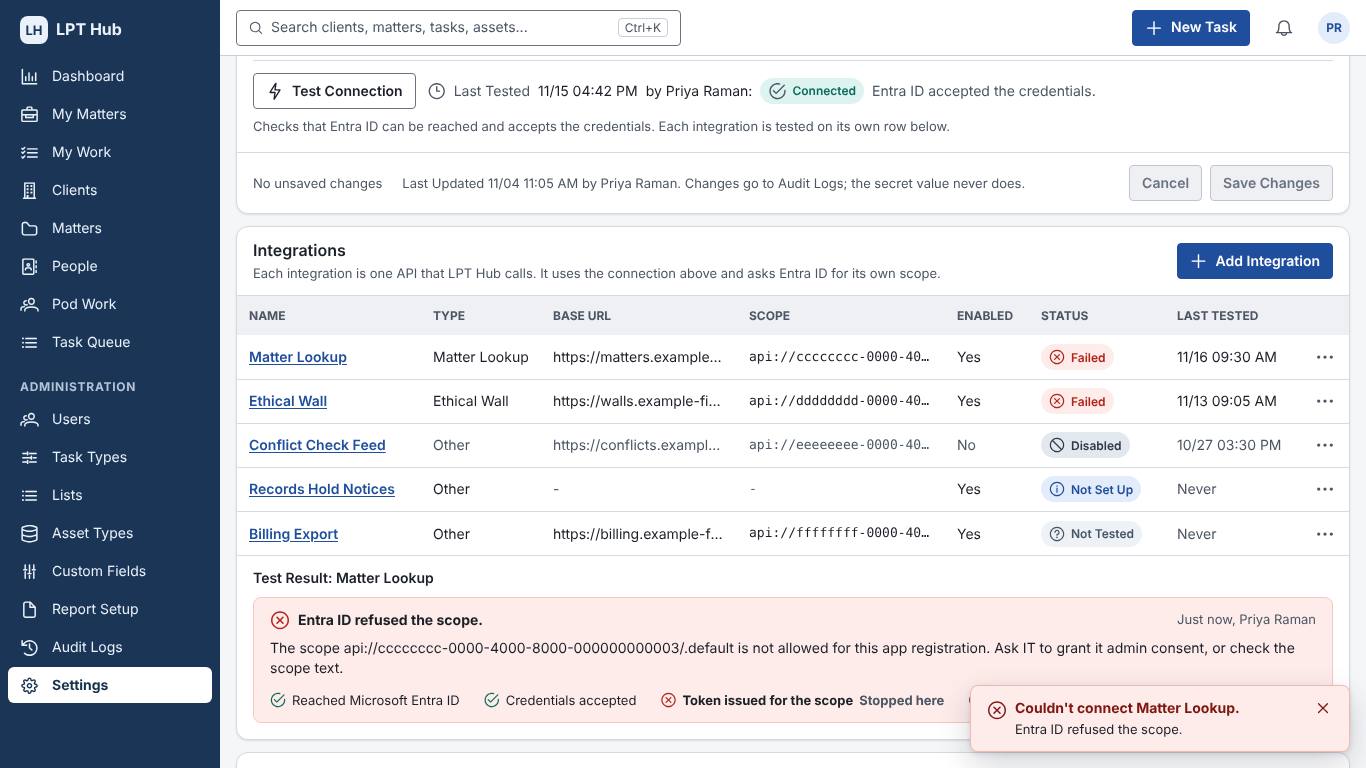 LH LPT Hub
Search clients, matters, tasks, assets... Ctrl+K
New Task
PR
Dashboard
My Matters
My Work
Clients
Matters
People
Pod Work
Task Queue
ADMINISTRATION
Users
Task Types
Lists
Asset Types
Custom Fields
Report Setup
Audit Logs
Settings
Test Connection Last Tested 11/15 04:42 PM by Priya Raman: Connected Entra ID accepted the credentials.
Checks that Entra ID can be reached and accepts the credentials. Each integration is tested on its own row below.
No unsaved changes Last Updated 11/04 11:05 AM by Priya Raman. Changes go to Audit Logs; the secret value never does. Cancel Save Changes
Integrations
Each integration is one API that LPT Hub calls. It uses the connection above and asks Entra ID for its own scope.
Add Integration
NAME TYPE BASE URL SCOPE ENABLED STATUS LAST TESTED
Matter Lookup Matter Lookup https://matters.example... api://cccccccc-0000-40… Yes Failed 11/16 09:30 AM
Ethical Wall Ethical Wall https://walls.example-fi... api://dddddddd-0000-40… Yes Failed 11/13 09:05 AM
Conflict Check Feed Other https://conflicts.exampl... api://eeeeeeee-0000-40… No Disabled 10/27 03:30 PM
Records Hold Notices Other - - Yes Not Set Up Never
Billing Export Other https://billing.example-f... api://ffffffff-0000-40… Yes Not Tested Never
Test Result: Matter Lookup
Entra ID refused the scope. Just now, Priya Raman
The scope api://cccccccc-0000-4000-8000-000000000003/.default is not allowed for this app registration. Ask IT to grant it admin consent, or check the
scope text.
Reached Microsoft Entra ID Credentials accepted Token issued for the scope Stopped here
Couldn't connect Matter Lookup.
Entra ID refused the scope.